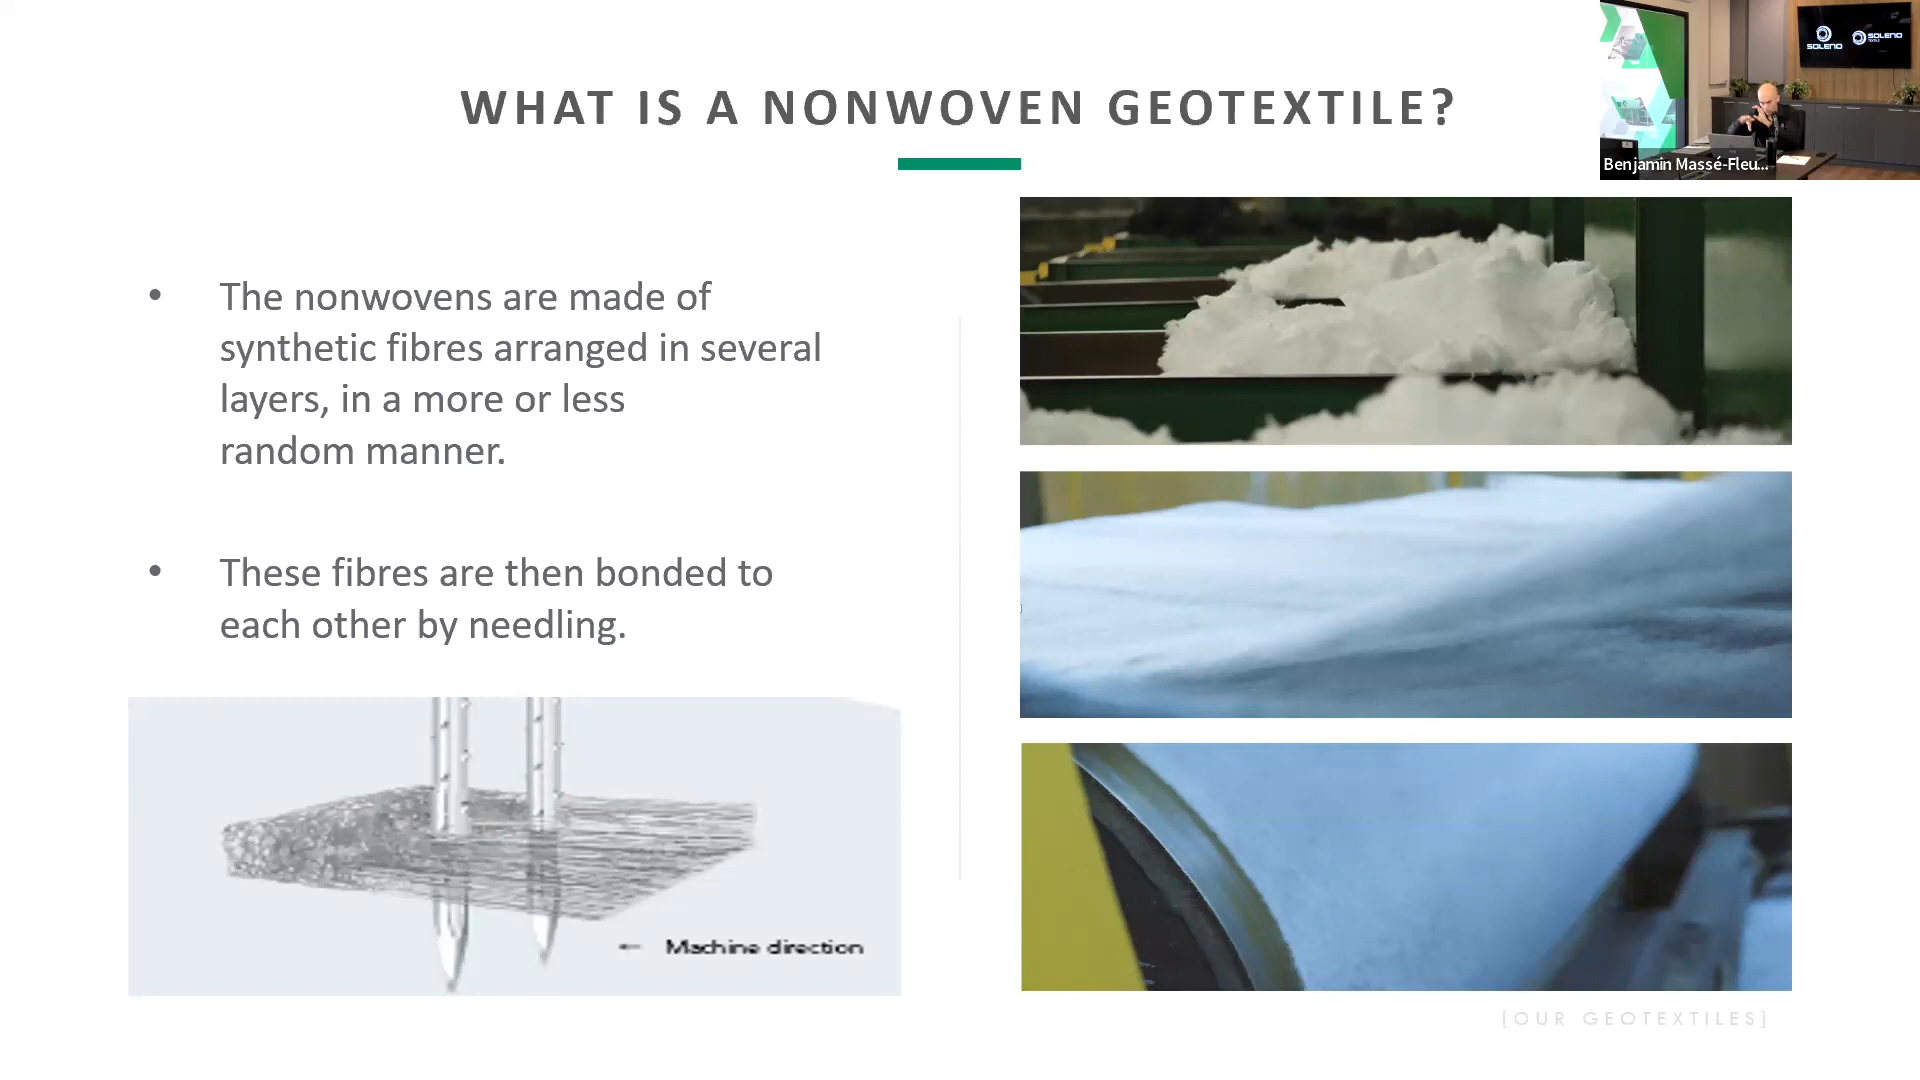 WHAT IS A NONWOVEN GEOTEXTILE?
SOLENO
SOLENO
Benjamin Massé-Fleu...
• The nonwovens are made of
synthetic fibres arranged in several
layers, in a more or less
random manner.
• These fibres are then bonded to
each other by needling.
← Machine direction
[OUR GEOTEXTILES]